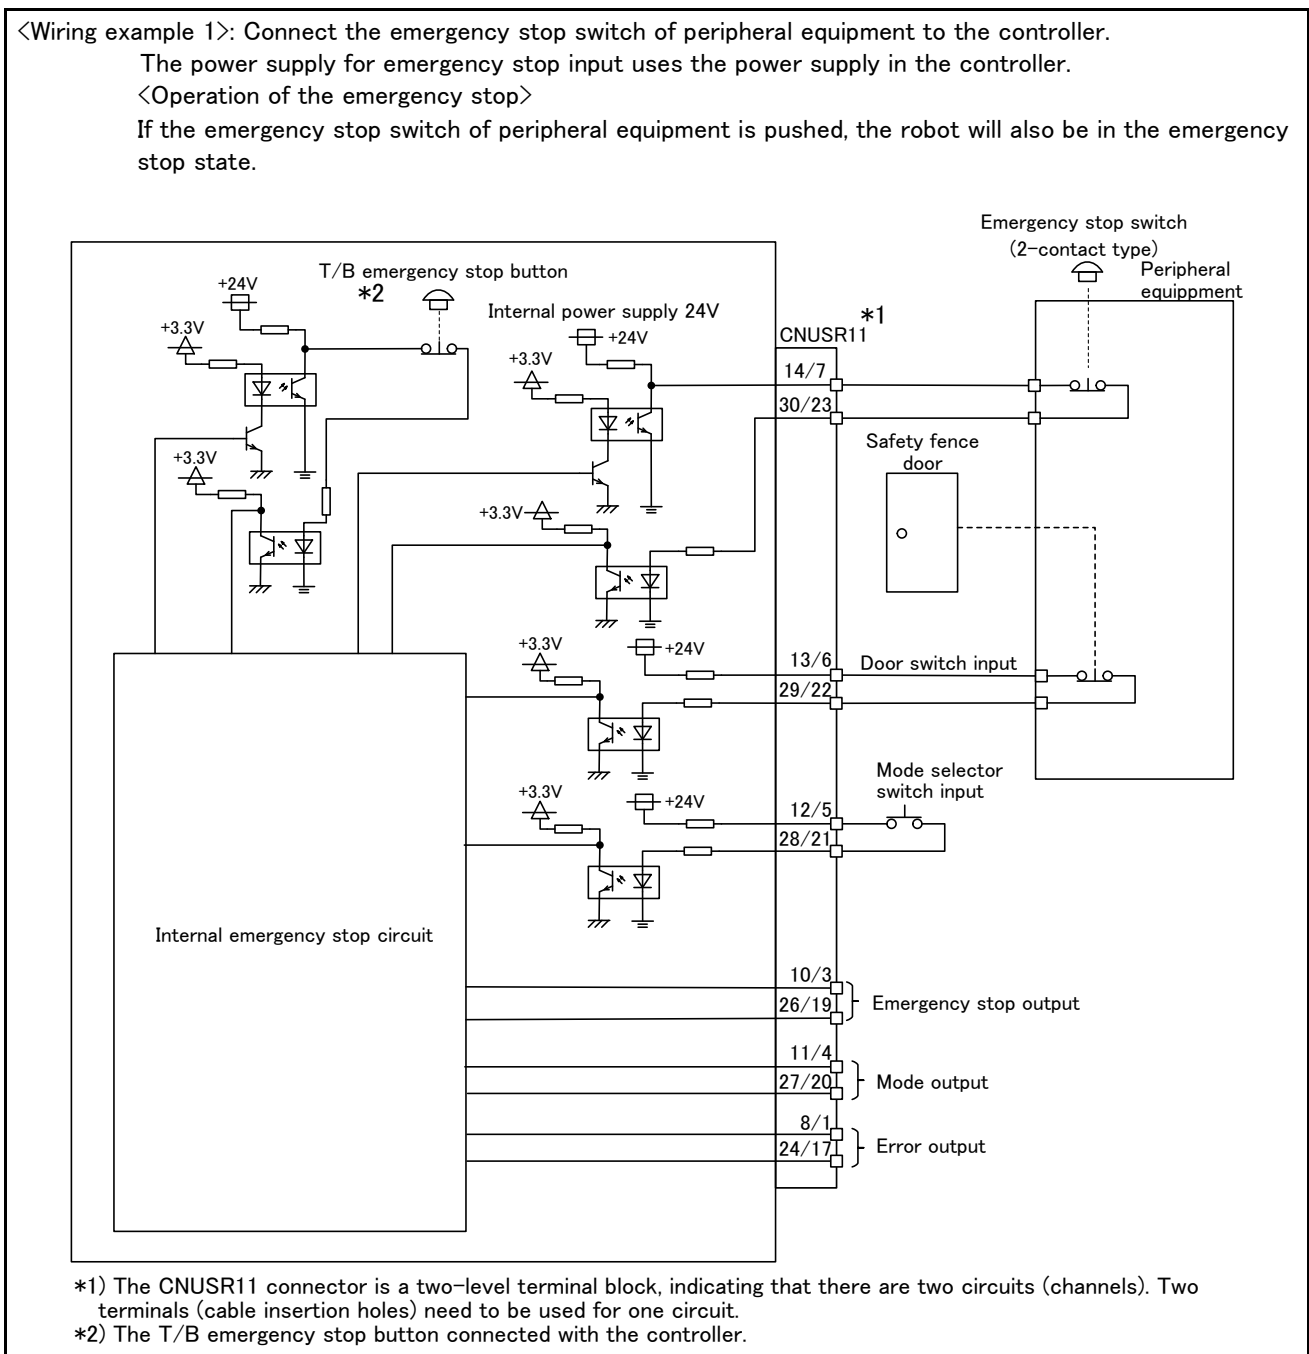 <Wiring example 1>: Connect the emergency stop switch of peripheral equipment to the controller.
The power supply for emergency stop input uses the power supply in the controller.
<Operation of the emergency stop>
If the emergency stop switch of peripheral equipment is pushed, the robot will also be in the emergency
stop state.
Emergency stop switch
(2-contact type)
Peripheral
equippment
T/B emergency stop button
*2
+24V
+3.3V
Internal power supply 24V
+24V
+3.3V
*1
CNUSR11
14/7
30/23
Safety fence
door
+3.3V
+3.3V
+3.3V
+24V
13/6
Door switch input
29/22
Mode selector
switch input
+3.3V
+24V
12/5
28/21
Internal emergency stop circuit
10/3
26/19
Emergency stop output
11/4
27/20
Mode output
8/1
24/17
Error output
*1) The CNUSR11 connector is a two-level terminal block, indicating that there are two circuits (channels). Two
terminals (cable insertion holes) need to be used for one circuit.
*2) The T/B emergency stop button connected with the controller.